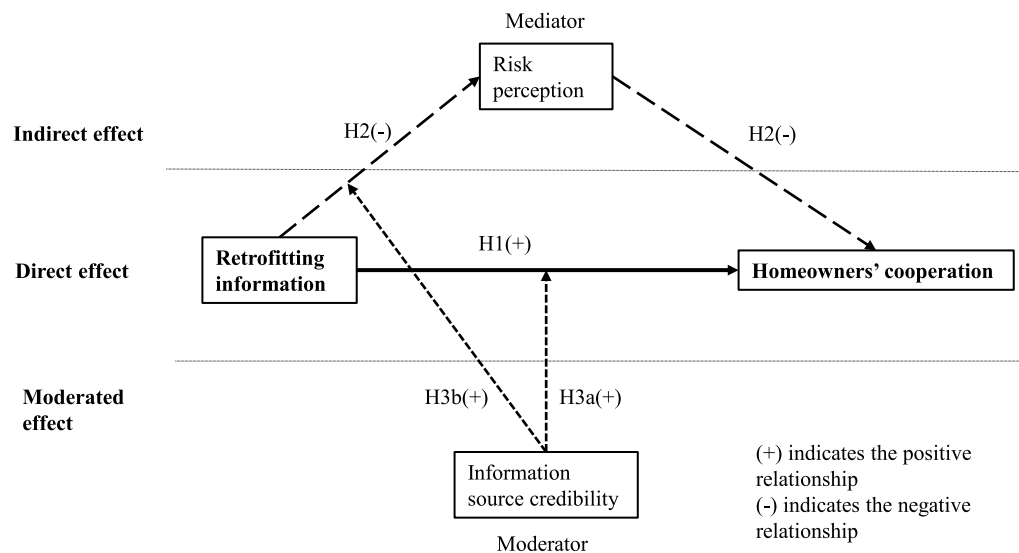 Mediator
Risk
perception
Indirect effect
H2(-)
H2(-)
Direct effect
Retrofitting
information
H1(+)
Homeowners' cooperation
Moderated
effect
H3b(+)
H3a(+)
Information
source credibility
Moderator
(+) indicates the positive
relationship
(-) indicates the negative
relationship